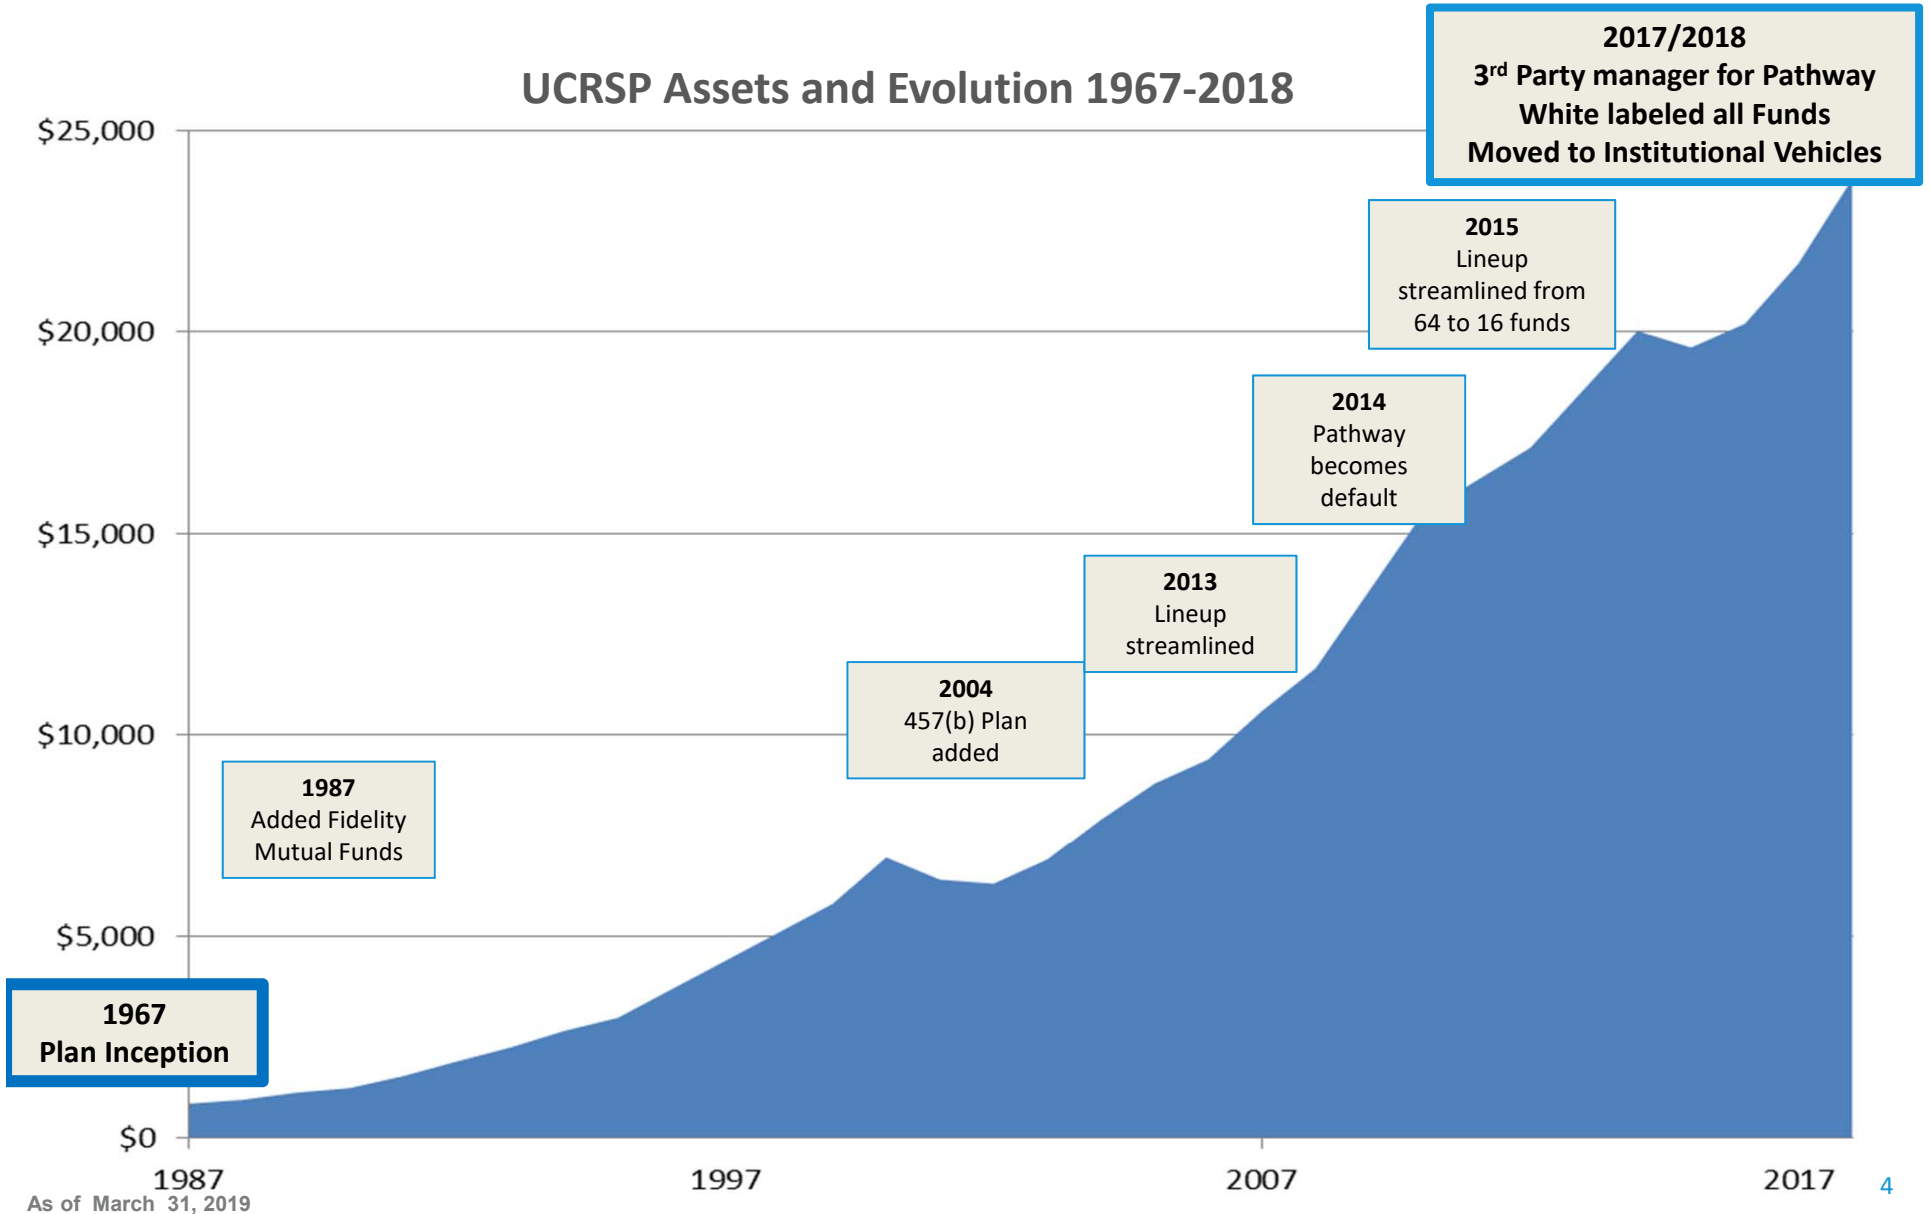 2017/2018
3rd Party manager for Pathway
White labeled all Funds
Moved to Institutional Vehicles
UCRSP Assets and Evolution 1967-2018
$25,000
2015
Lineup
streamlined from
64 to 16 funds
$20,000
2014
Pathway
becomes
default
$15,000
2013
Lineup
streamlined
2004
457(b) Plan
added
$10,000
1987
Added Fidelity
Mutual Funds
$5,000
1967
Plan Inception
$0
1987 1997 2007 2017
As of March 31, 2019
4